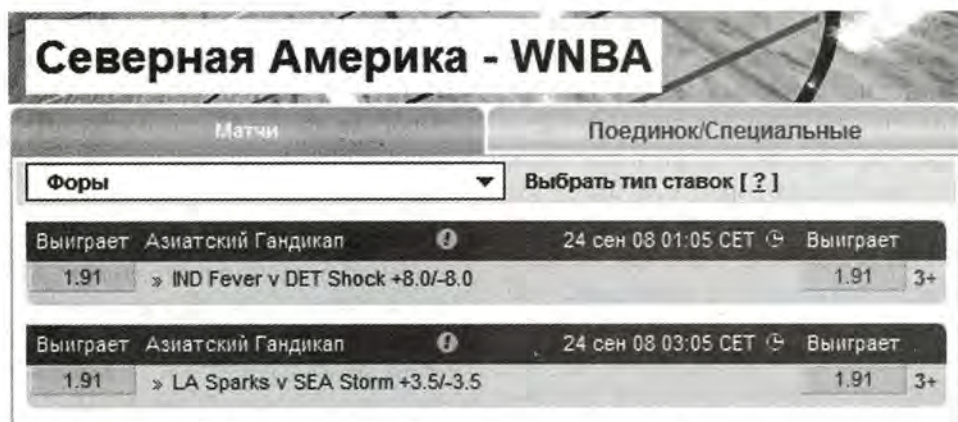 Северная Америка - WNBA
Матчи Поединок/Специальные
Форы Выбрать тип ставок [ ? ]
Выиграет Азиатский Гандикап 24 сен 08 01:05 CET Выиграет
1.91 » IND Fever v DET Shock +8.0/-8.0 1.91 3+
Выиграет Азиатский Гандикап 24 сен 08 03:05 CET Выиграет
1.91 » LA Sparks v SEA Storm +3.5/-3.5 1.91 3+